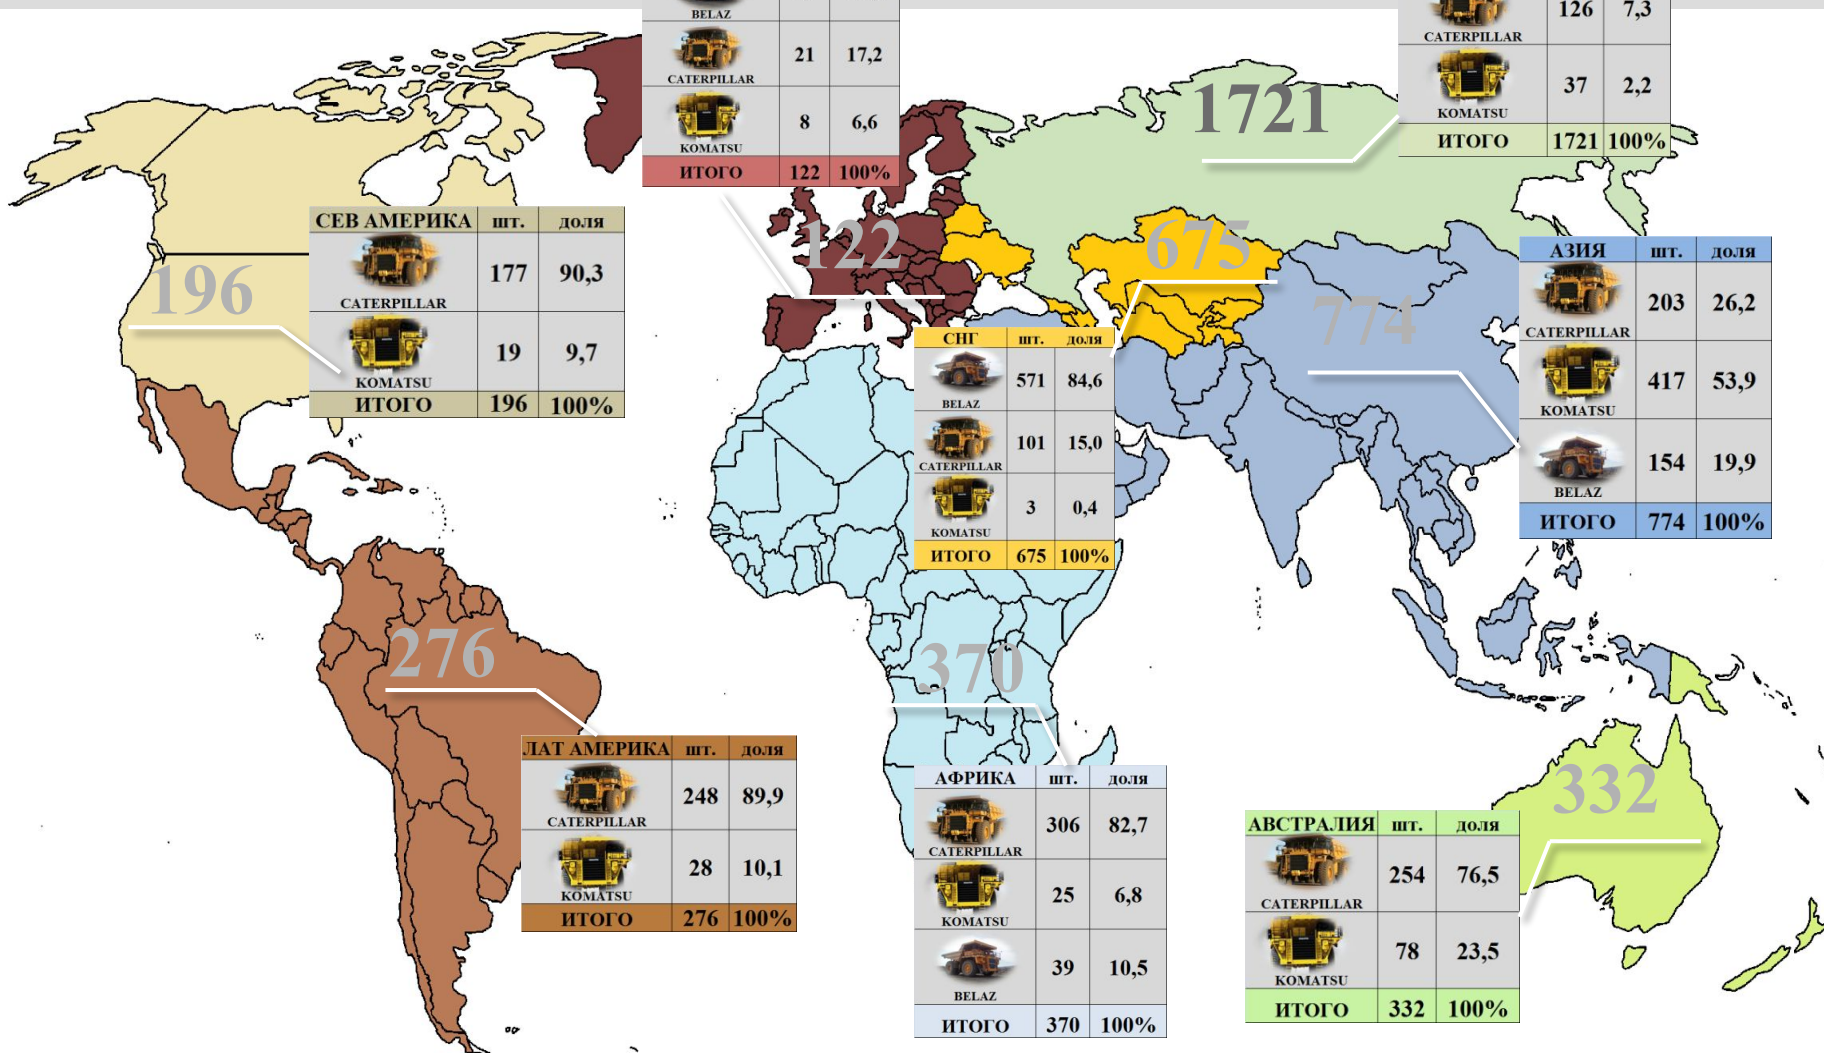 BELAZ
CATERPILLAR 21 17,2
KOMATSU 8 6,6
ИТОГО 122 100%
126 7,3
CATERPILLAR
KOMATSU 37 2,2
ИТОГО 1721 100%
1721
122
675
196
774
СЕВ АМЕРИКА шт. доля
CATERPILLAR 177 90,3
KOMATSU 19 9,7
ИТОГО 196 100%
АЗИЯ шт. доля
CATERPILLAR 203 26,2
KOMATSU 417 53,9
BELAZ 154 19,9
ИТОГО 774 100%
СНГ шт. доля
BELAZ 571 84,6
CATERPILLAR 101 15,0
KOMATSU 3 0,4
ИТОГО 675 100%
276
370
332
ЛАТ АМЕРИКА шт. доля
CATERPILLAR 248 89,9
KOMATSU 28 10,1
ИТОГО 276 100%
АФРИКА шт. доля
CATERPILLAR 306 82,7
KOMATSU 25 6,8
BELAZ 39 10,5
ИТОГО 370 100%
АВСТРАЛИЯ шт. доля
CATERPILLAR 254 76,5
KOMATSU 78 23,5
ИТОГО 332 100%